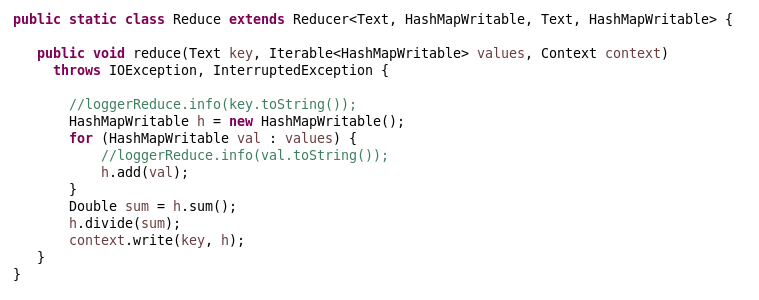 public static class Reduce extends Reducer<Text, HashMapWritable, Text, HashMapWritable> {
public void reduce(Text key, Iterable<HashMapWritable> values, Context context)
throws IOException, InterruptedException {
//loggerReduce.info(key.toString());
HashMapWritable h = new HashMapWritable();
for (HashMapWritable val : values) {
//loggerReduce.info(val.toString());
h.add(val);
}
Double sum = h.sum();
h.divide(sum);
context.write(key, h);
}
}